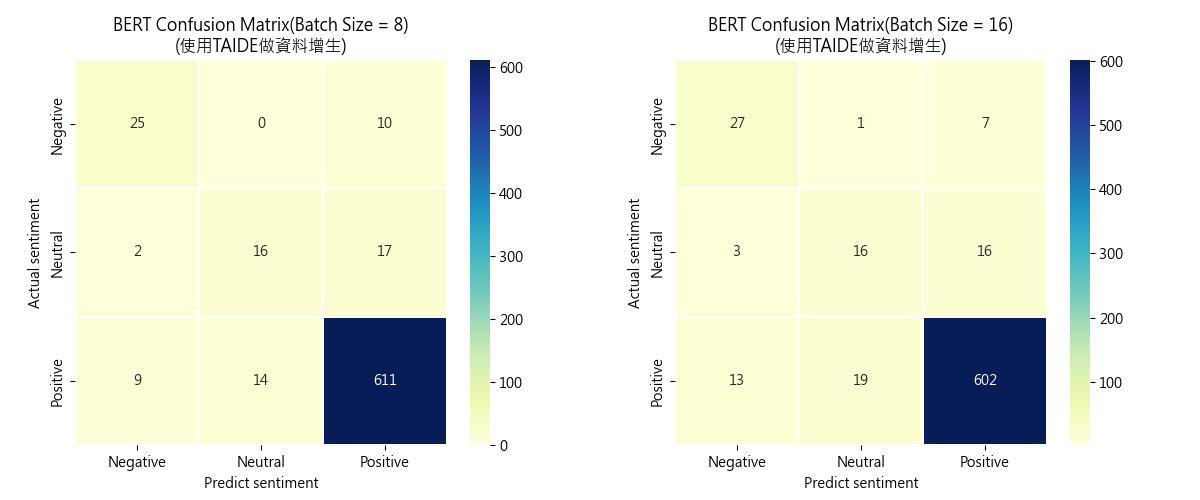 BERT Confusion Matrix(Batch Size = 8)
(使用TAIDE做資料增生)
Actual sentiment
Negative
Neutral
Positive
25 0 10
2 16 17
9 14 611
Negative Neutral Positive
Predict sentiment
600
500
400
300
200
100
0
BERT Confusion Matrix(Batch Size = 16)
(使用TAIDE做資料增生)
Actual sentiment
Negative
Neutral
Positive
27 1 7
3 16 16
13 19 602
Negative Neutral Positive
Predict sentiment
600
500
400
300
200
100